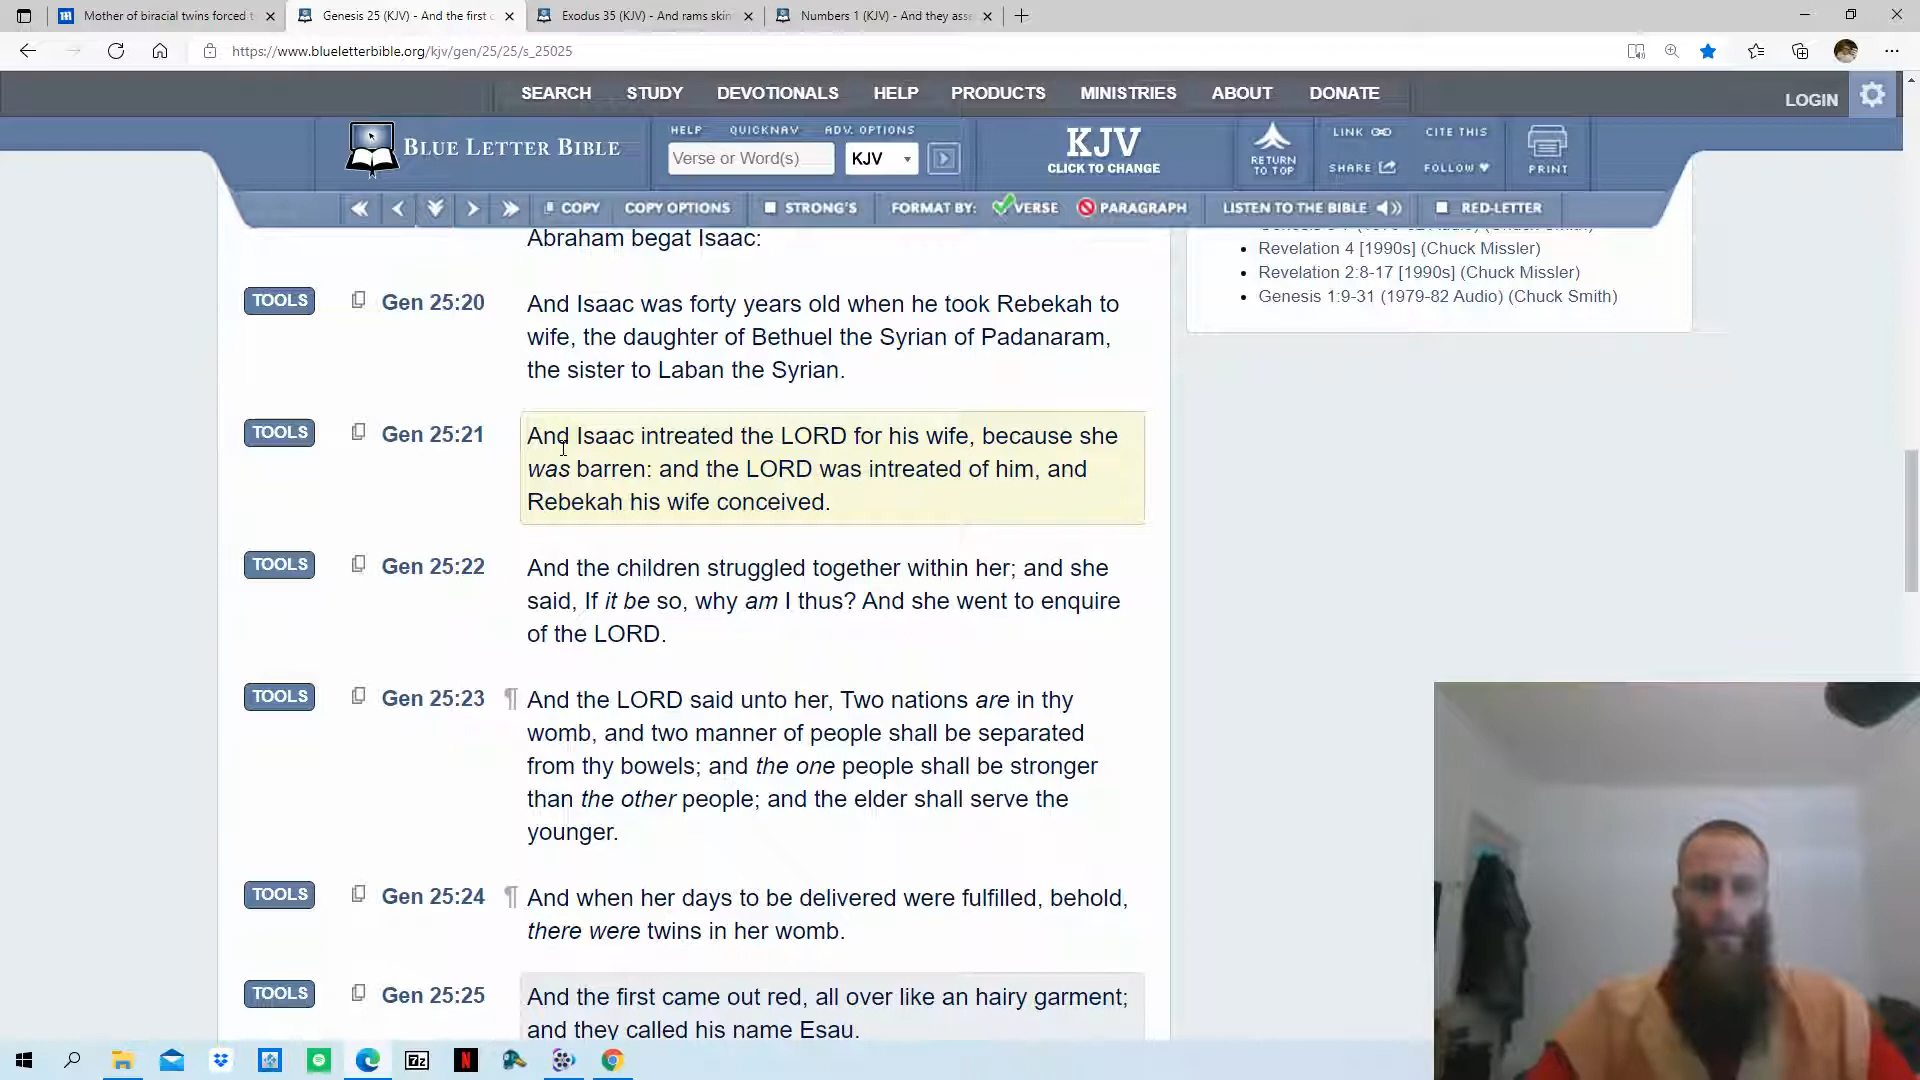 Mother of biracial twins forced t
Genesis 25 (KJV) - And the first c
Exodus 35 (KJV) - And rams skin
Numbers 1 (KJV) - And they ass
https://www.blueletterbible.org/kjv/gen/25/25/s_25025
SEARCH STUDY DEVOTIONALS HELP PRODUCTS MINISTRIES ABOUT DONATE
LOGIN
BLUE LETTER BIBLE
HELP QUICKNAV ADV. OPTIONS
Verse or Word(s)
KJV
KJV
CLICK TO CHANGE
RETURN
TO TOP
LINK CITE THIS
SHARE FOLLOW
PRINT
COPY COPY OPTIONS STRONG'S FORMAT BY: VERSE PARAGRAPH LISTEN TO THE BIBLE RED-LETTER
Abraham begat Isaac:
TOOLS Gen 25:20 And Isaac was forty years old when he took Rebekah to
wife, the daughter of Bethuel the Syrian of Padanaram,
the sister to Laban the Syrian.
TOOLS Gen 25:21 And Isaac intreated the LORD for his wife, because she
was barren: and the LORD was intreated of him, and
Rebekah his wife conceived.
TOOLS Gen 25:22 And the children struggled together within her; and she
said, If it be so, why am I thus? And she went to enquire
of the LORD.
TOOLS Gen 25:23 ¶ And the LORD said unto her, Two nations are in thy
womb, and two manner of people shall be separated
from thy bowels; and the one people shall be stronger
than the other people; and the elder shall serve the
younger.
TOOLS Gen 25:24 ¶ And when her days to be delivered were fulfilled, behold,
there were twins in her womb.
TOOLS Gen 25:25 And the first came out red, all over like an hairy garment;
and they called his name Esau.
Revelation 4 [1990s] (Chuck Missler)
Revelation 2:8-17 [1990s] (Chuck Missler)
Genesis 1:9-31 (1979-82 Audio) (Chuck Smith)
7z
N